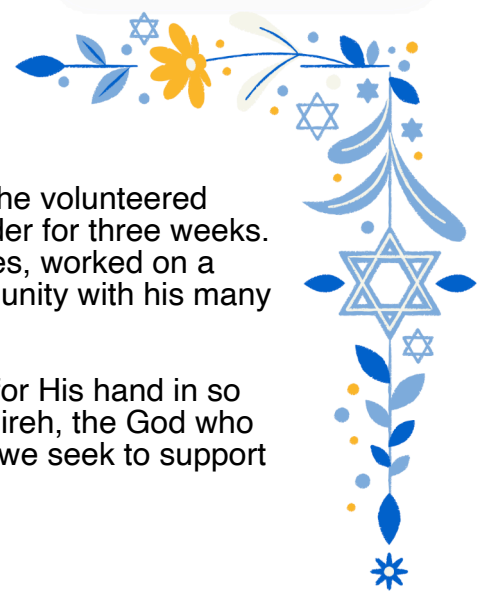 he volunteered
der for three weeks.
es, worked on a
unity with his many
for His hand in so
ireh, the God who
we seek to support